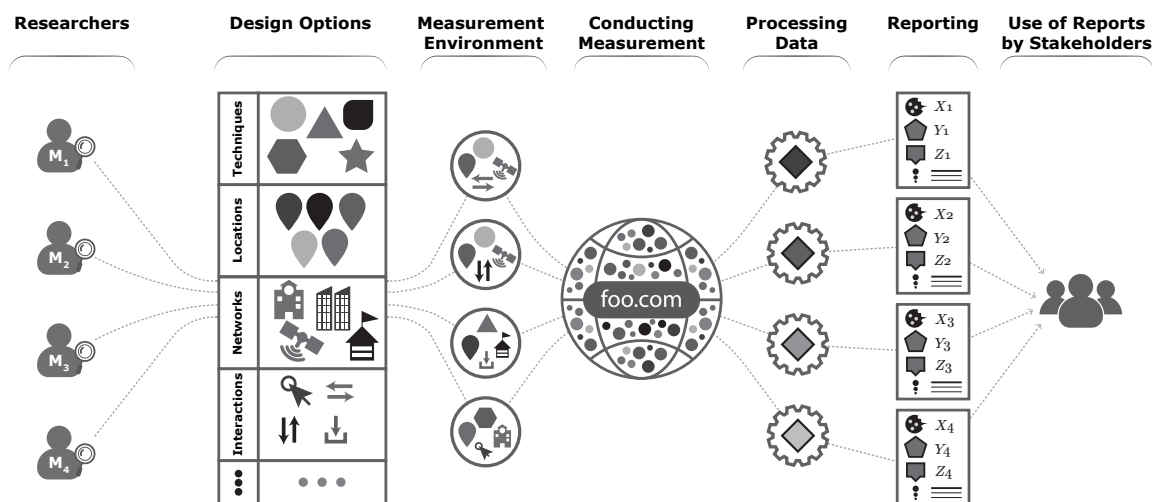 Researchers
Design Options
Measurement
Environment
Conducting
Measurement
Processing
Data
Reporting
Use of Reports
by Stakeholders
M1
M2
M3
M4
Techniques
Locations
Networks
Interactions
foo.com
X1
Y1
Z1
X2
Y2
Z2
X3
Y3
Z3
X4
Y4
Z4